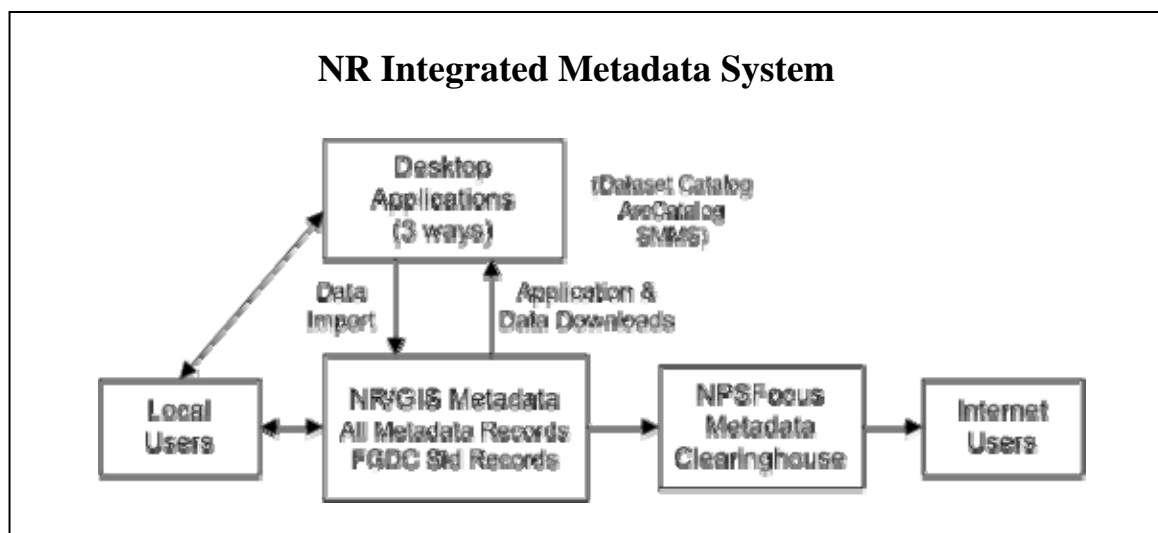 NR Integrated Metadata System
Desktop
Applications
(3 ways)
(Dataset Catalog
ArcCatalog
SMMS)
Data
Import
Application &
Data Downloads
Local
Users
NR/GIS Metadata
All Metadata Records
FGDC Std Records
NPSFocus
Metadata
Clearinghouse
Internet
Users